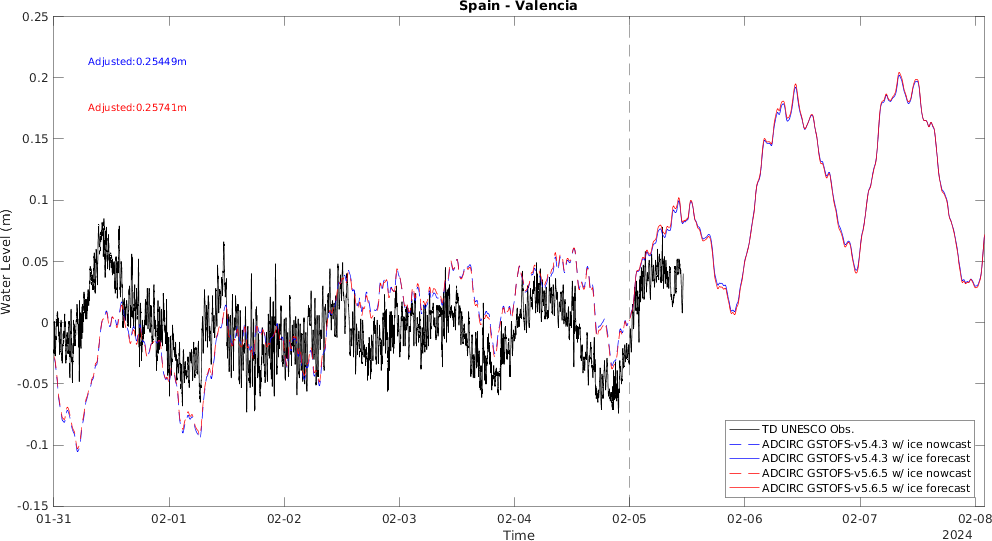 Spain - Valencia
0.25
0.2
0.15
0.1
0.05
0
-0.05
-0.1
-0.15
Water Level (m)
Adjusted:0.25449m
Adjusted:0.25741m
TD UNESCO Obs.
ADCIRC GSTOFS-v5.4.3 w/ ice nowcast
ADCIRC GSTOFS-v5.4.3 w/ ice forecast
ADCIRC GSTOFS-v5.6.5 w/ ice nowcast
ADCIRC GSTOFS-v5.6.5 w/ ice forecast
01-31 02-01 02-02 02-03 02-04 02-05 02-06 02-07 02-08
Time
2024